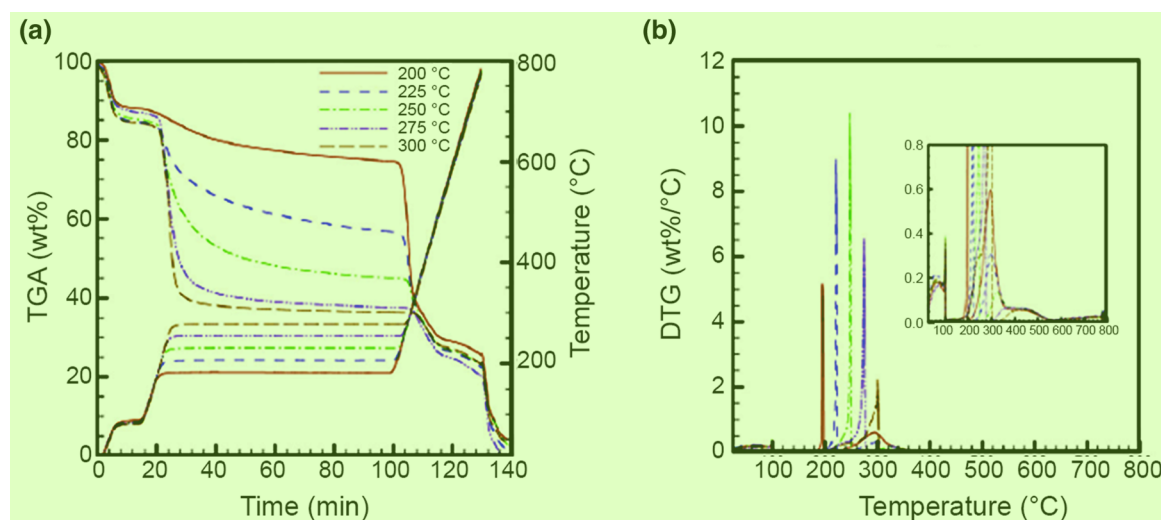 (a)
100
80
60
40
20
0
TGA (wt%)
0 20 40 60 80 100 120 140
Time (min)
800
600
400
200
0
Temperature (°C)
200 °C
225 °C
250 °C
275 °C
300 °C
(b)
12
10
8
6
4
2
0
DTG (wt%/°C)
100 200 300 400 500 600 700 800
Temperature (°C)
0.8
0.6
0.4
0.2
0.0
100 200 300 400 500 600 700 800